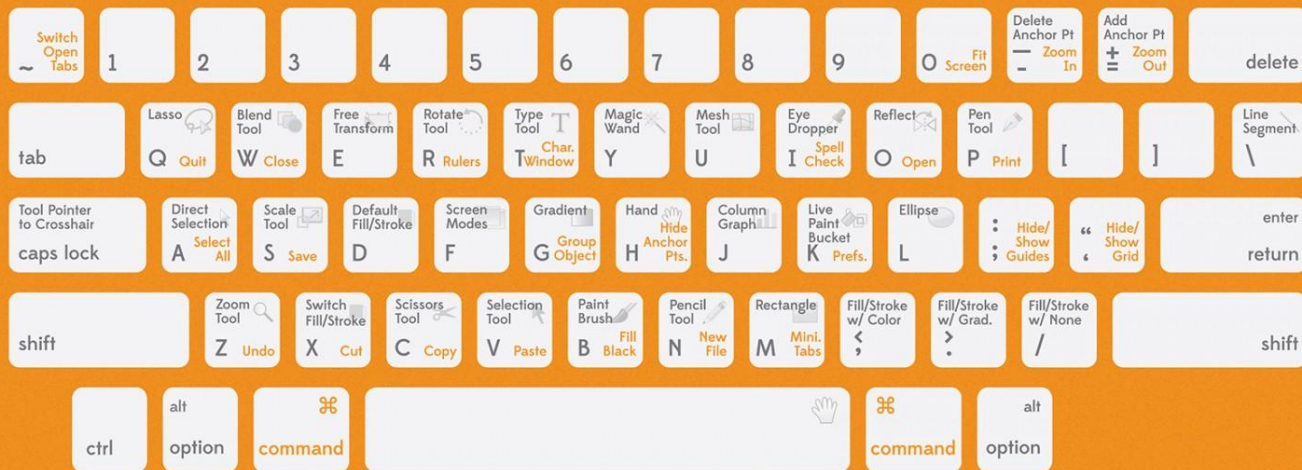 Switch
Open
~ Tabs
1
2
3
4
5
6
7
8
9
O Fit
Screen
Delete
Anchor Pt
— Zoom
- In
Add
Anchor Pt
+ Zoom
= Out
delete
tab
Lasso
Q Quit
Blend
Tool
W Close
Free
Transform
E
Rotate
Tool
R Rulers
Type
Tool T
Char.
T Window
Magic
Wand
Y
Mesh
Tool
U
Eye
Dropper
Spell
I Check
Reflect
O Open
Pen
Tool
P Print
[
]
Line
Segment
\
Tool Pointer
to Crosshair
caps lock
Direct
Selection
Select
A All
Scale
Tool
S Save
Default
Fill/Stroke
D
Screen
Modes
F
Gradient
Group
G Object
Hand
Hide
Anchor
H Pts.
Column
Graph
J
Live
Paint
Bucket
K Prefs.
Ellipse
L
: Hide/
Show
; Guides
“ Hide/
Show
‘ Grid
enter
return
shift
Zoom
Tool
Z Undo
Switch
Fill/Stroke
X Cut
Scissors
Tool
C Copy
Selection
Tool
V Paste
Paint
Brush
Fill
B Black
Pencil
Tool
New
N File
Rectangle
Mini.
M Tabs
Fill/Stroke
w/ Color
<
,
Fill/Stroke
w/ Grad.
>
.
Fill/Stroke
w/ None
/
shift
ctrl
alt
option
⌘
command
⌘
command
alt
option